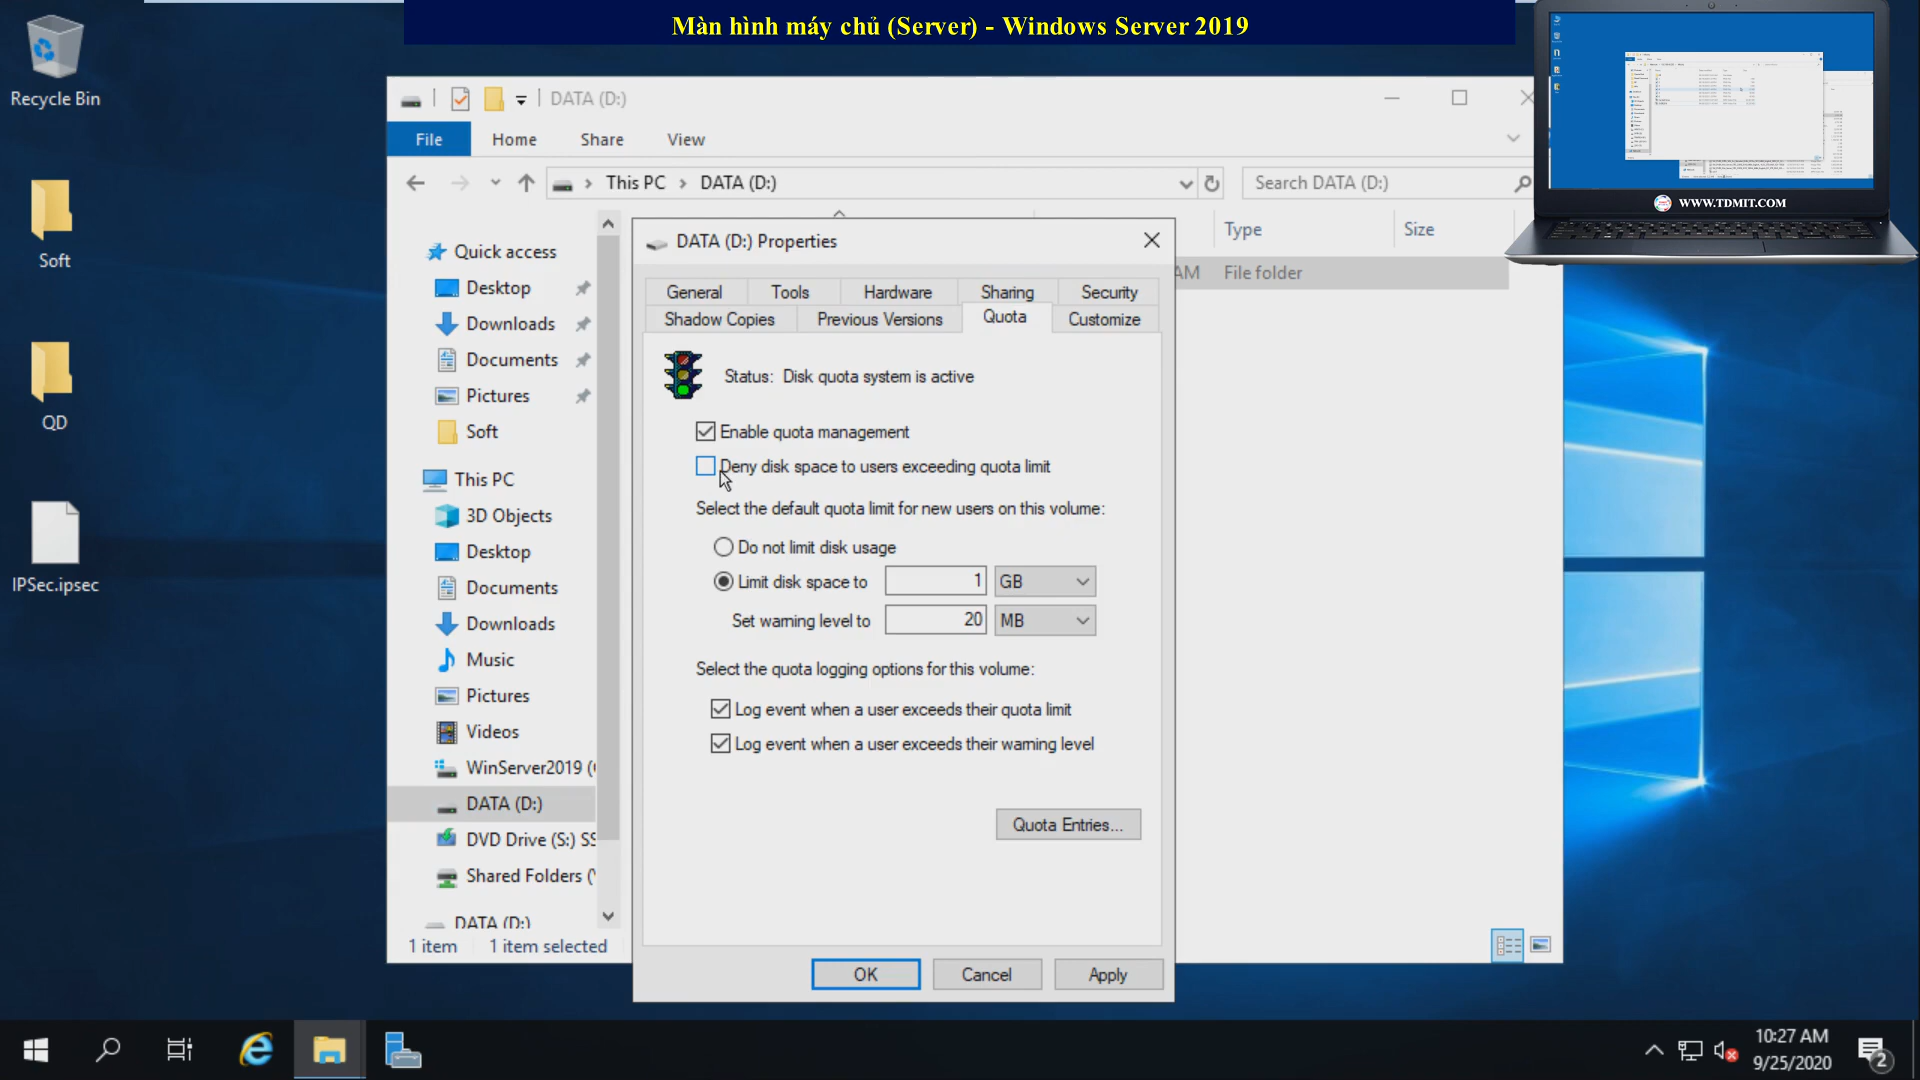 Màn hình máy chủ (Server) - Windows Server 2019
WWW.TDMIT.COM
Recycle Bin
Soft
QD
IPSec.ipsec
DATA (D:)
File
Home
Share
View
This PC
DATA (D:)
Search DATA (D:)
Type
Size
AM
File folder
Quick access
Desktop
Downloads
Documents
Pictures
Soft
This PC
3D Objects
Desktop
Documents
Downloads
Music
Pictures
Videos
WinServer2019 (
DATA (D:)
DVD Drive (S:) SS
Shared Folders (
DATA (D:)
1 item
1 item selected
DATA (D:) Properties
General
Tools
Hardware
Sharing
Security
Shadow Copies
Previous Versions
Quota
Customize
Status: Disk quota system is active
Enable quota management
Deny disk space to users exceeding quota limit
Select the default quota limit for new users on this volume:
Do not limit disk usage
Limit disk space to 1 GB
Set warning level to 20 MB
Select the quota logging options for this volume:
Log event when a user exceeds their quota limit
Log event when a user exceeds their warning level
Quota Entries...
OK
Cancel
Apply
10:27 AM
9/25/2020
2